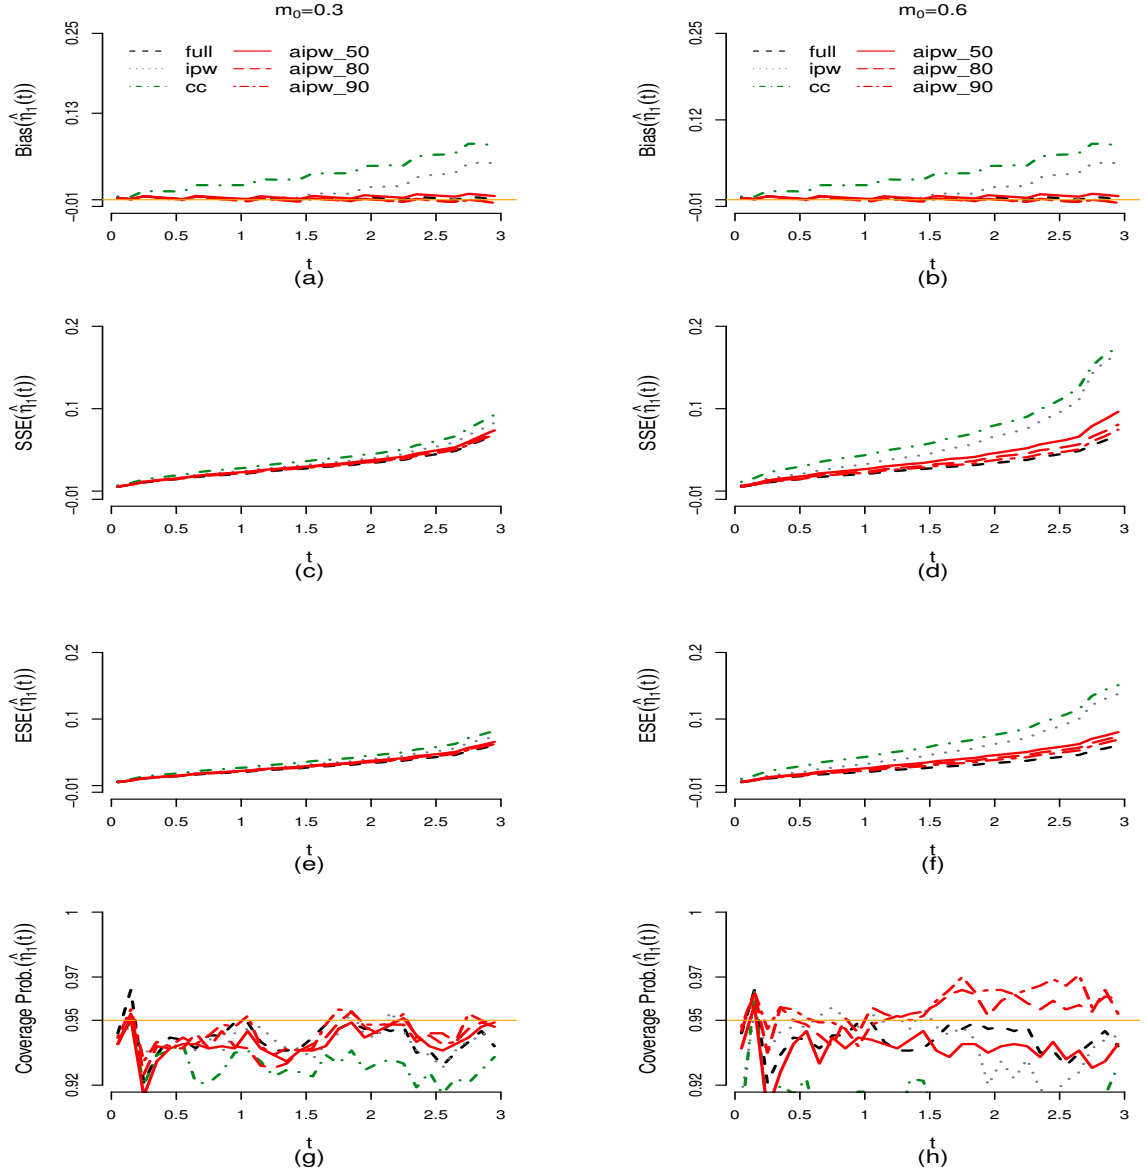 m₀=0.3
Bias(η̂₁(t))
0.25
0.13
−0.01
full
ipw
cc
aipw_50
aipw_80
aipw_90
0 0.5 1 1.5 2 2.5 3
t
(a)
m₀=0.6
Bias(η̂₁(t))
0.25
0.12
−0.01
full
ipw
cc
aipw_50
aipw_80
aipw_90
0 0.5 1 1.5 2 2.5 3
t
(b)
SSE(η̂₁(t))
0.2
0.1
−0.01
0 0.5 1 1.5 2 2.5 3
t
(c)
SSE(η̂₁(t))
0.2
0.1
−0.01
0 0.5 1 1.5 2 2.5 3
t
(d)
ESE(η̂₁(t))
0.2
0.1
−0.01
0 0.5 1 1.5 2 2.5 3
t
(e)
ESE(η̂₁(t))
0.2
0.1
−0.01
0 0.5 1 1.5 2 2.5 3
t
(f)
Coverage Prob.(η̂₁(t))
1
0.97
0.95
0.92
0 0.5 1 1.5 2 2.5 3
t
(g)
Coverage Prob.(η̂₁(t))
1
0.97
0.95
0.92
0 0.5 1 1.5 2 2.5 3
t
(h)